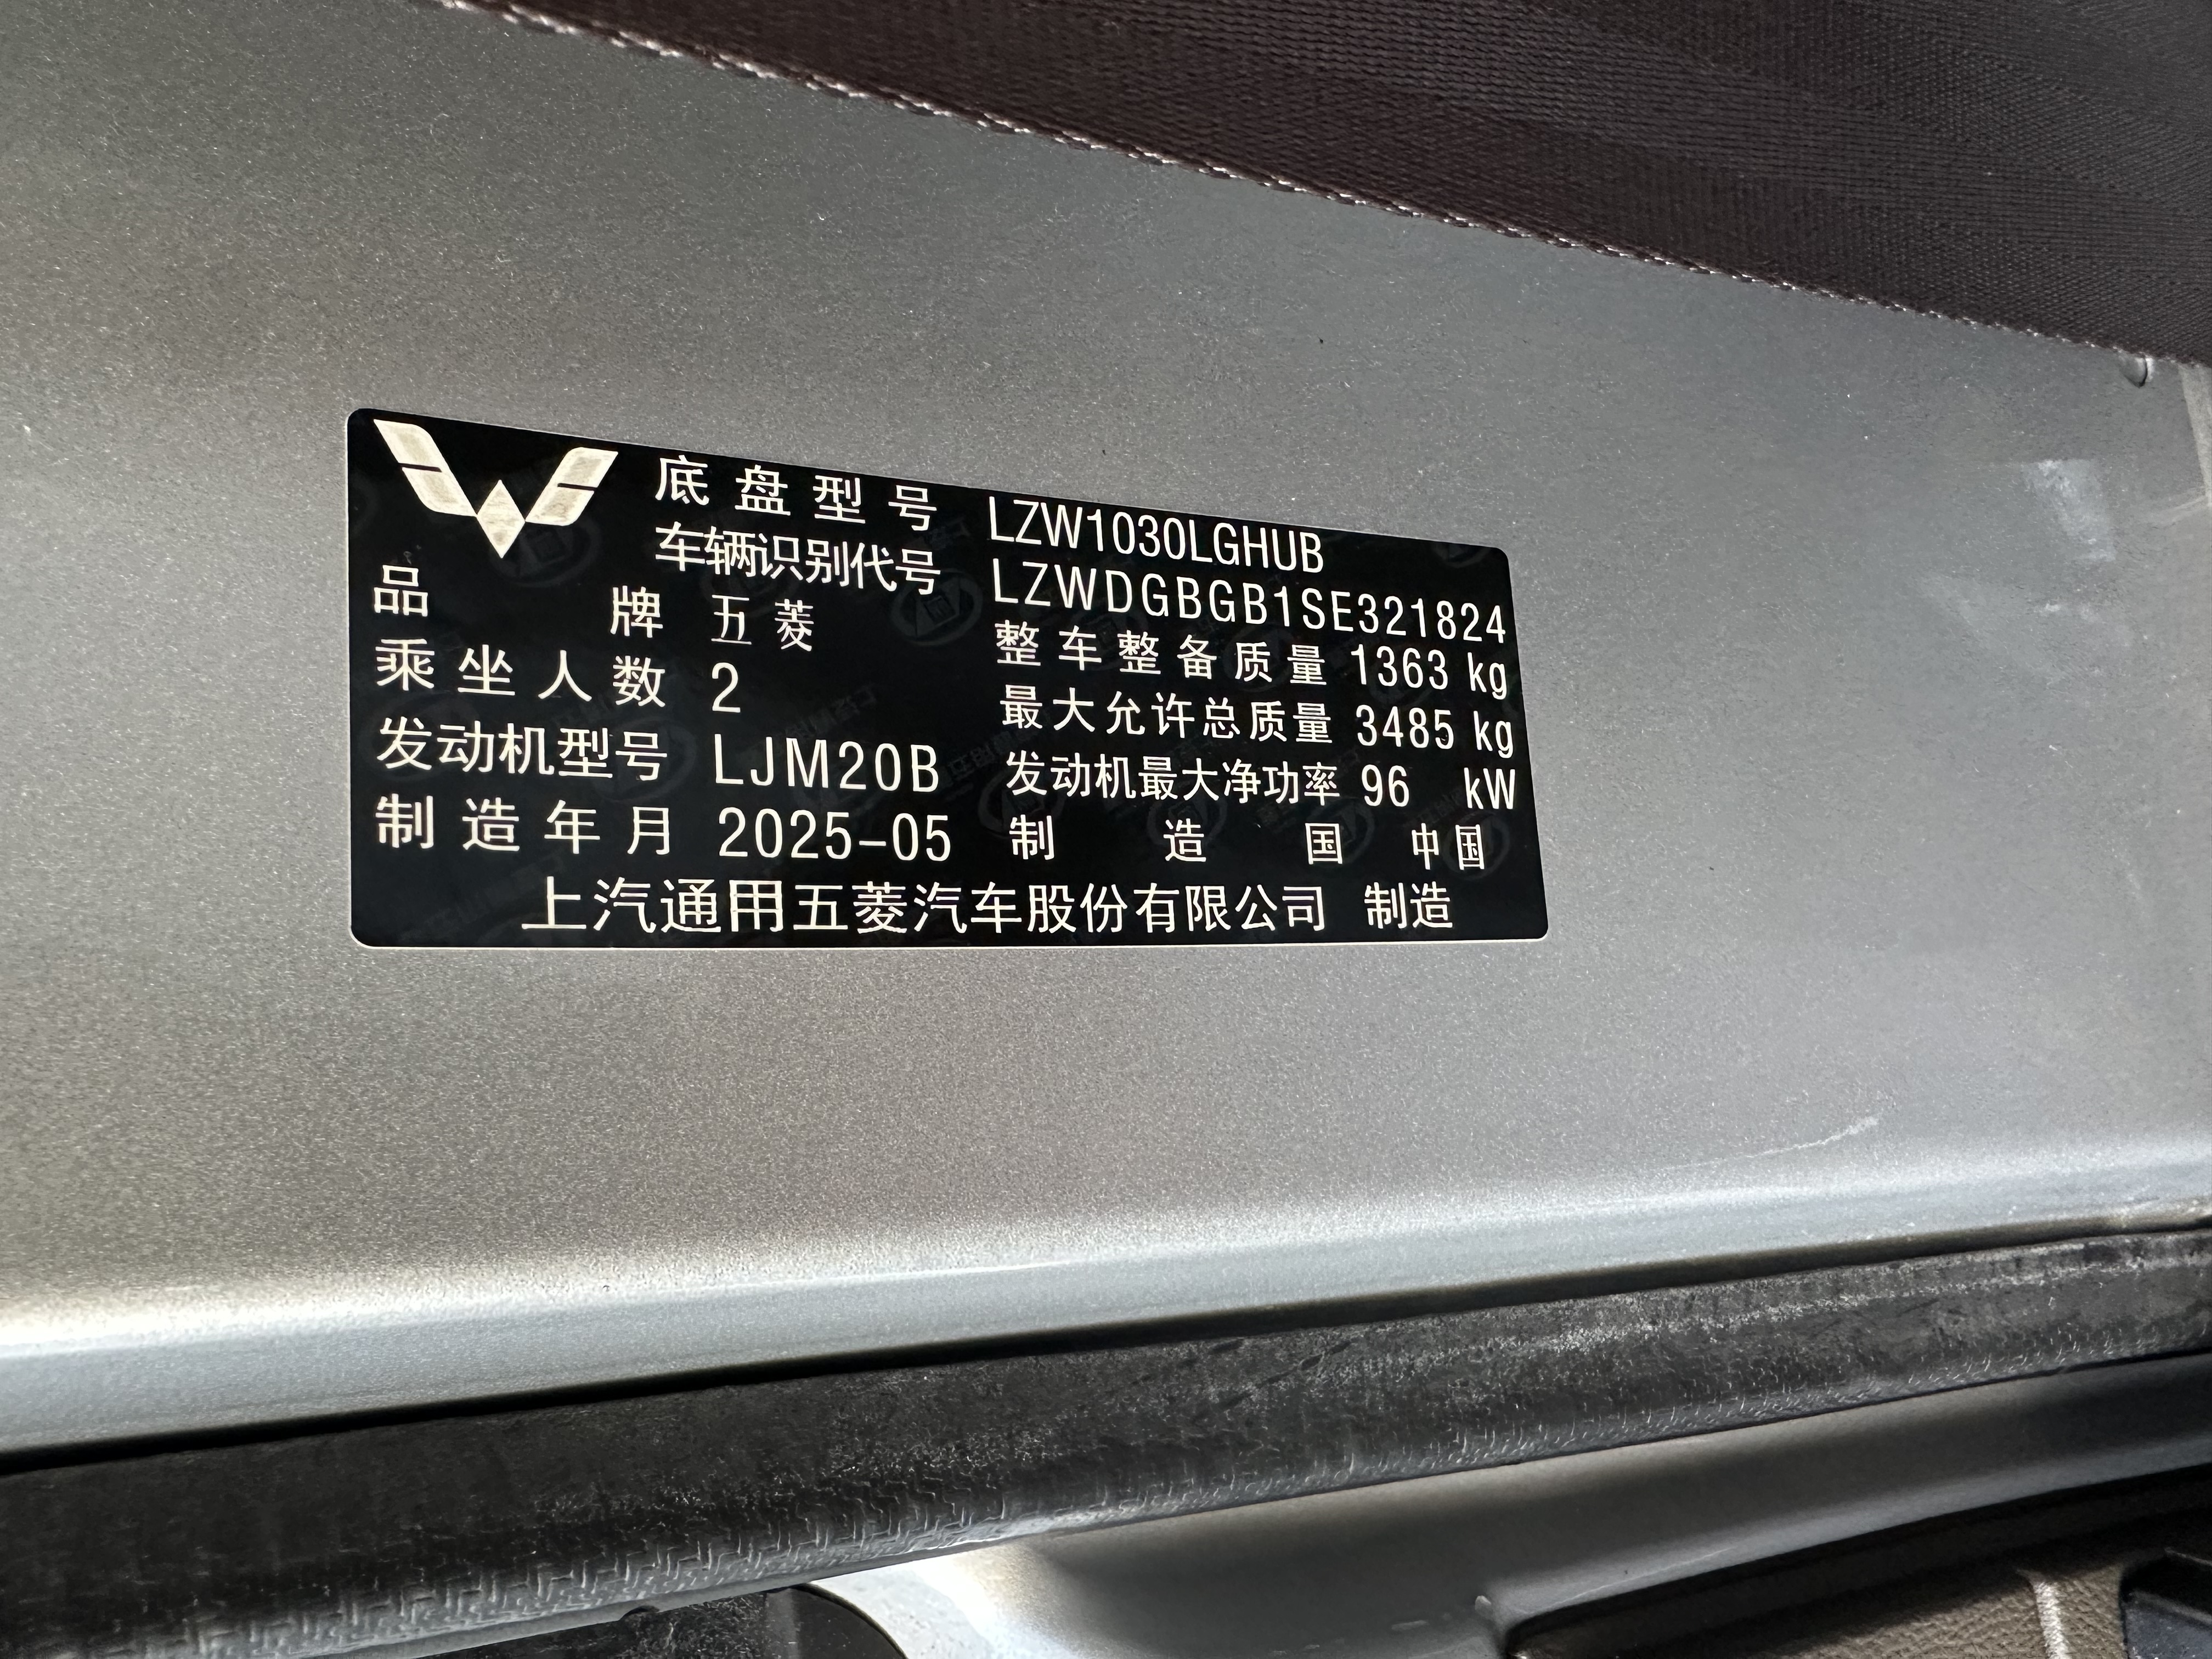 底盘型号 LZW1030LGHUB
车辆识别代号 LZWDGBGB1SE321824
品牌 五菱 整车整备质量 1363 kg
乘坐人数 2 最大允许总质量 3485 kg
发动机型号 LJM20B 发动机最大净功率 96 kW
制造年月 2025-05 制造国 中国
上汽通用五菱汽车股份有限公司 制造